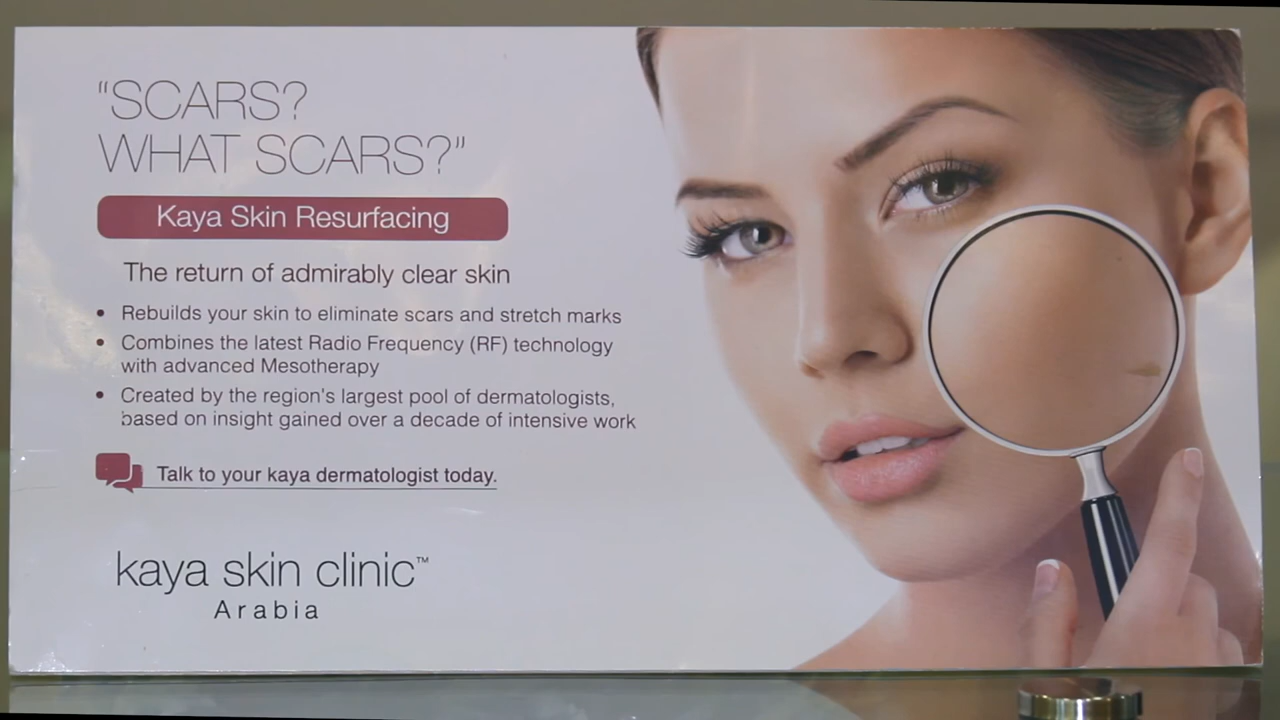 “SCARS?
WHAT SCARS?”
Kaya Skin Resurfacing
The return of admirably clear skin
• Rebuilds your skin to eliminate scars and stretch marks
• Combines the latest Radio Frequency (RF) technology
with advanced Mesotherapy
• Created by the region's largest pool of dermatologists,
based on insight gained over a decade of intensive work
Talk to your kaya dermatologist today.
kaya skin clinic™
Arabia